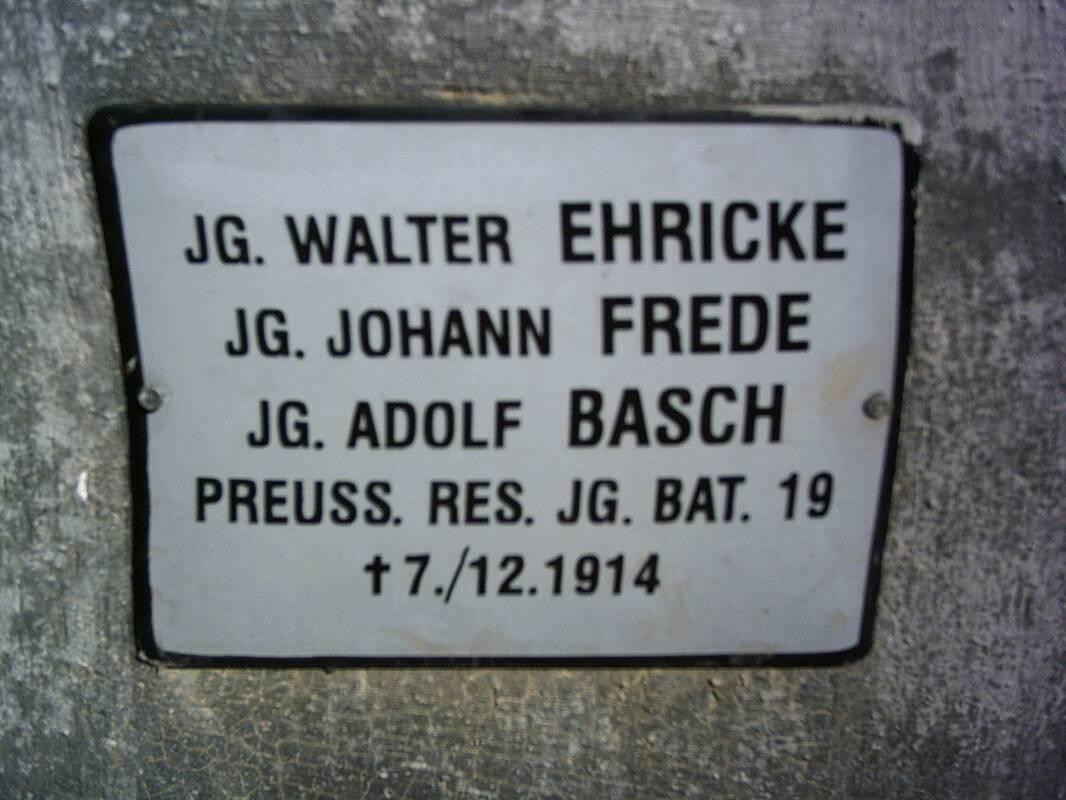 JG. WALTER EHRICKE
JG. JOHANN FREDE
JG. ADOLF BASCH
PREUSS. RES. JG. BAT. 19
✝ 7./12.1914